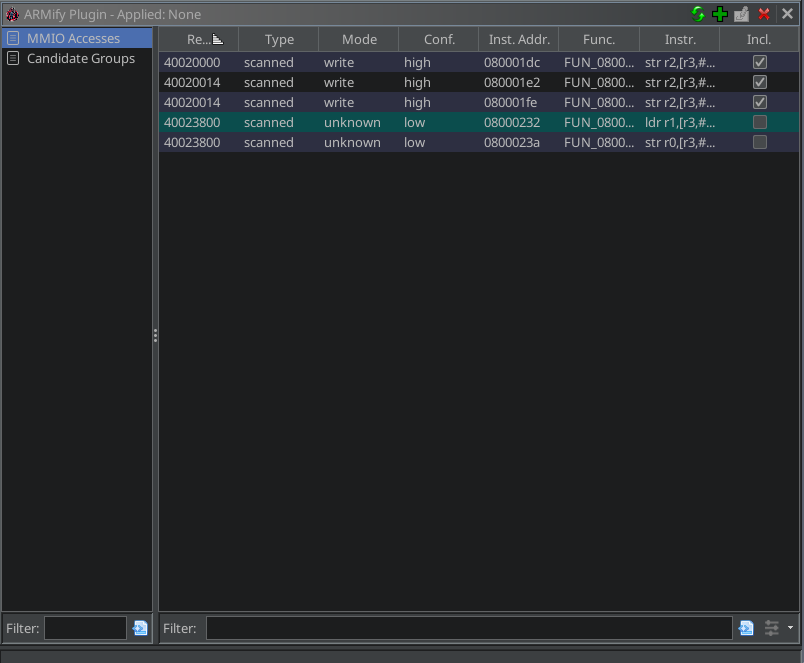 ARMify Plugin - Applied: None
MMIO Accesses
Candidate Groups
Re... Type Mode Conf. Inst. Addr. Func. Instr. Incl.
40020000 scanned write high 080001dc FUN_0800... str r2,[r3,#...
40020014 scanned write high 080001e2 FUN_0800... str r2,[r3,#...
40020014 scanned write high 080001fe FUN_0800... str r2,[r3,#...
40023800 scanned unknown low 08000232 FUN_0800... ldr r1,[r3,#...
40023800 scanned unknown low 0800023a FUN_0800... str r0,[r3,#...
Filter: Filter: